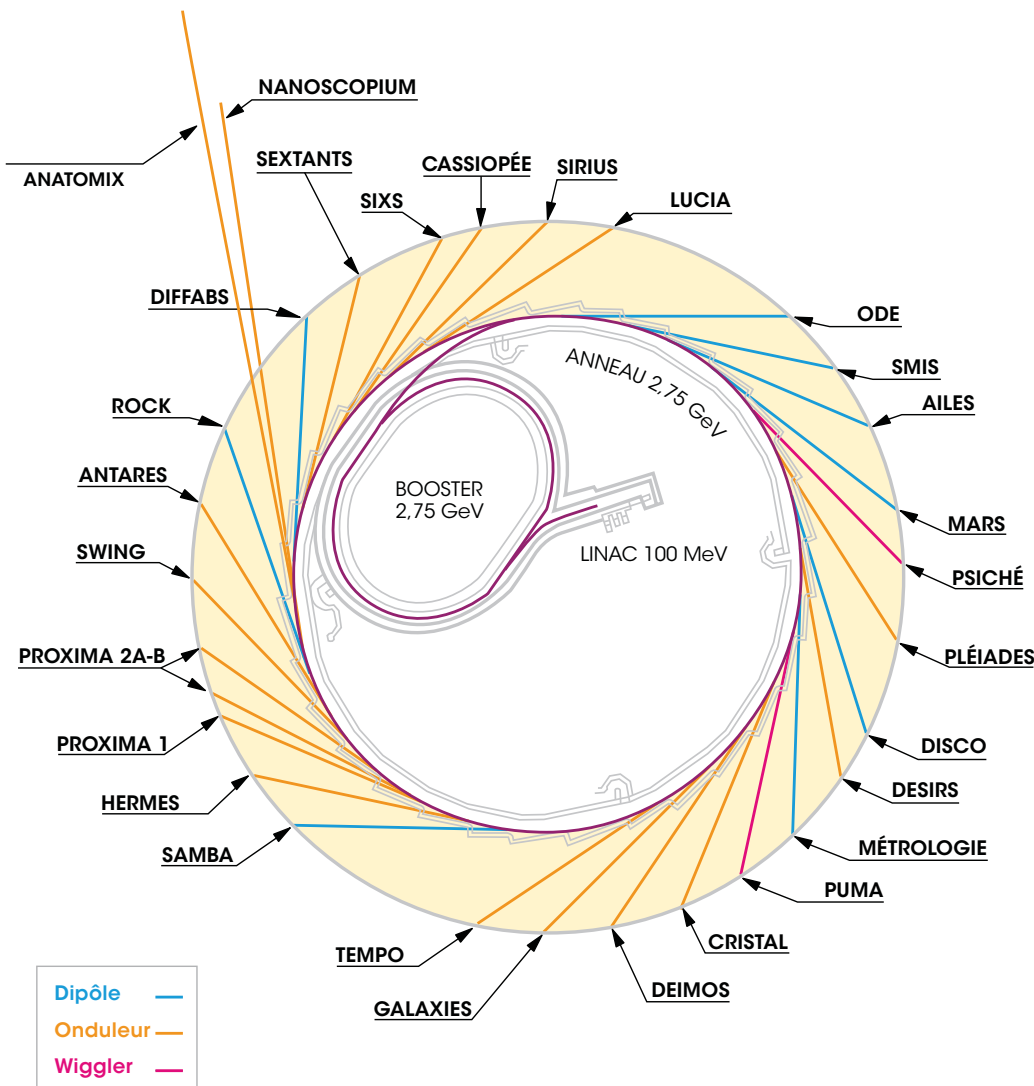 NANOSCOPIUM
ANATOMIX
SEXTANTS
CASSIOPÉE
SIRIUS
SIXS
LUCIA
DIFFABS
ODE
SMIS
ROCK
AILES
ANTARES
MARS
SWING
PSICHÉ
PROXIMA 2A-B
PLÉIADES
PROXIMA 1
DISCO
HERMES
DESIRS
SAMBA
MÉTROLOGIE
PUMA
TEMPO
CRISTAL
GALAXIES
DEIMOS
ANNEAU 2,75 GeV
BOOSTER
2,75 GeV
LINAC 100 MeV
Dipôle
Onduleur
Wiggler